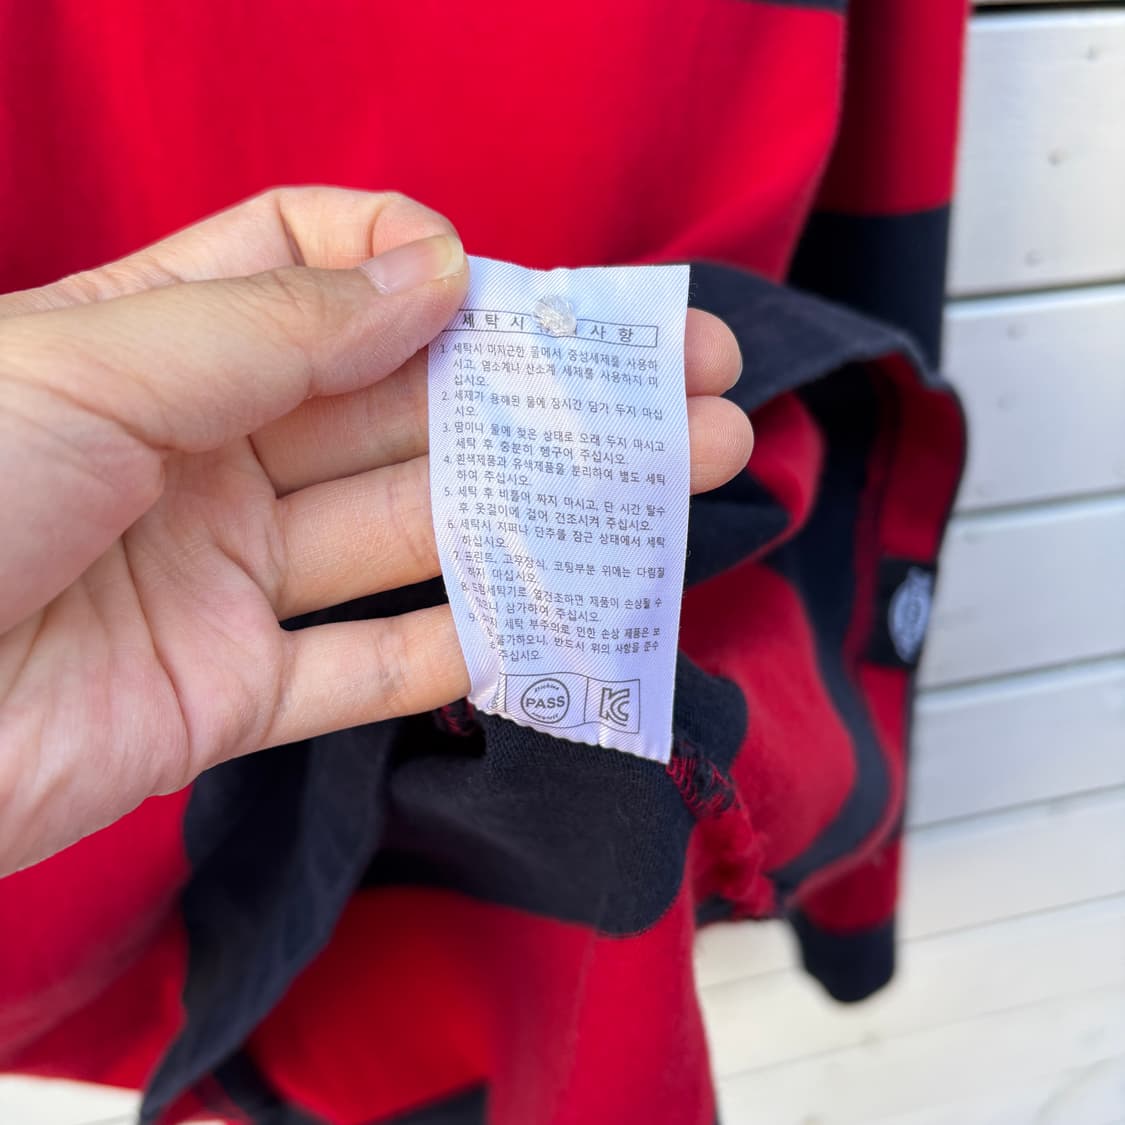 세 탁 시 사 항
1. 세탁시 미지근한 물에서 중성세제를 사용하
시고, 염소계나 산소계 세제를 사용하지 마
십시오.
2. 세제가 용해된 물에 장시간 담가 두지 마십
시오.
3. 땀이나 물에 젖은 상태로 오래 두지 마시고
세탁 후 충분히 헹구어 주십시오.
4. 흰색제품과 유색제품을 분리하여 별도 세탁
하여 주십시오.
5. 세탁 후 비틀어 짜지 마시고, 단 시간 탈수
후 옷걸이에 걸어 건조시켜 주십시오.
6. 세탁시 지퍼나 단추를 잠근 상태에서 세탁
하십시오.
7. 프린트, 고무장식, 코팅부분 위에는 다림질
하지 마십시오.
8. 드럼세탁기로 열건조하면 제품이 손상될 수
있으니 삼가하여 주십시오.
9. 세탁 부주의로 인한 손상 제품은 보
불가하오니, 반드시 위의 사항을 준수
주십시오.
PASS
KC